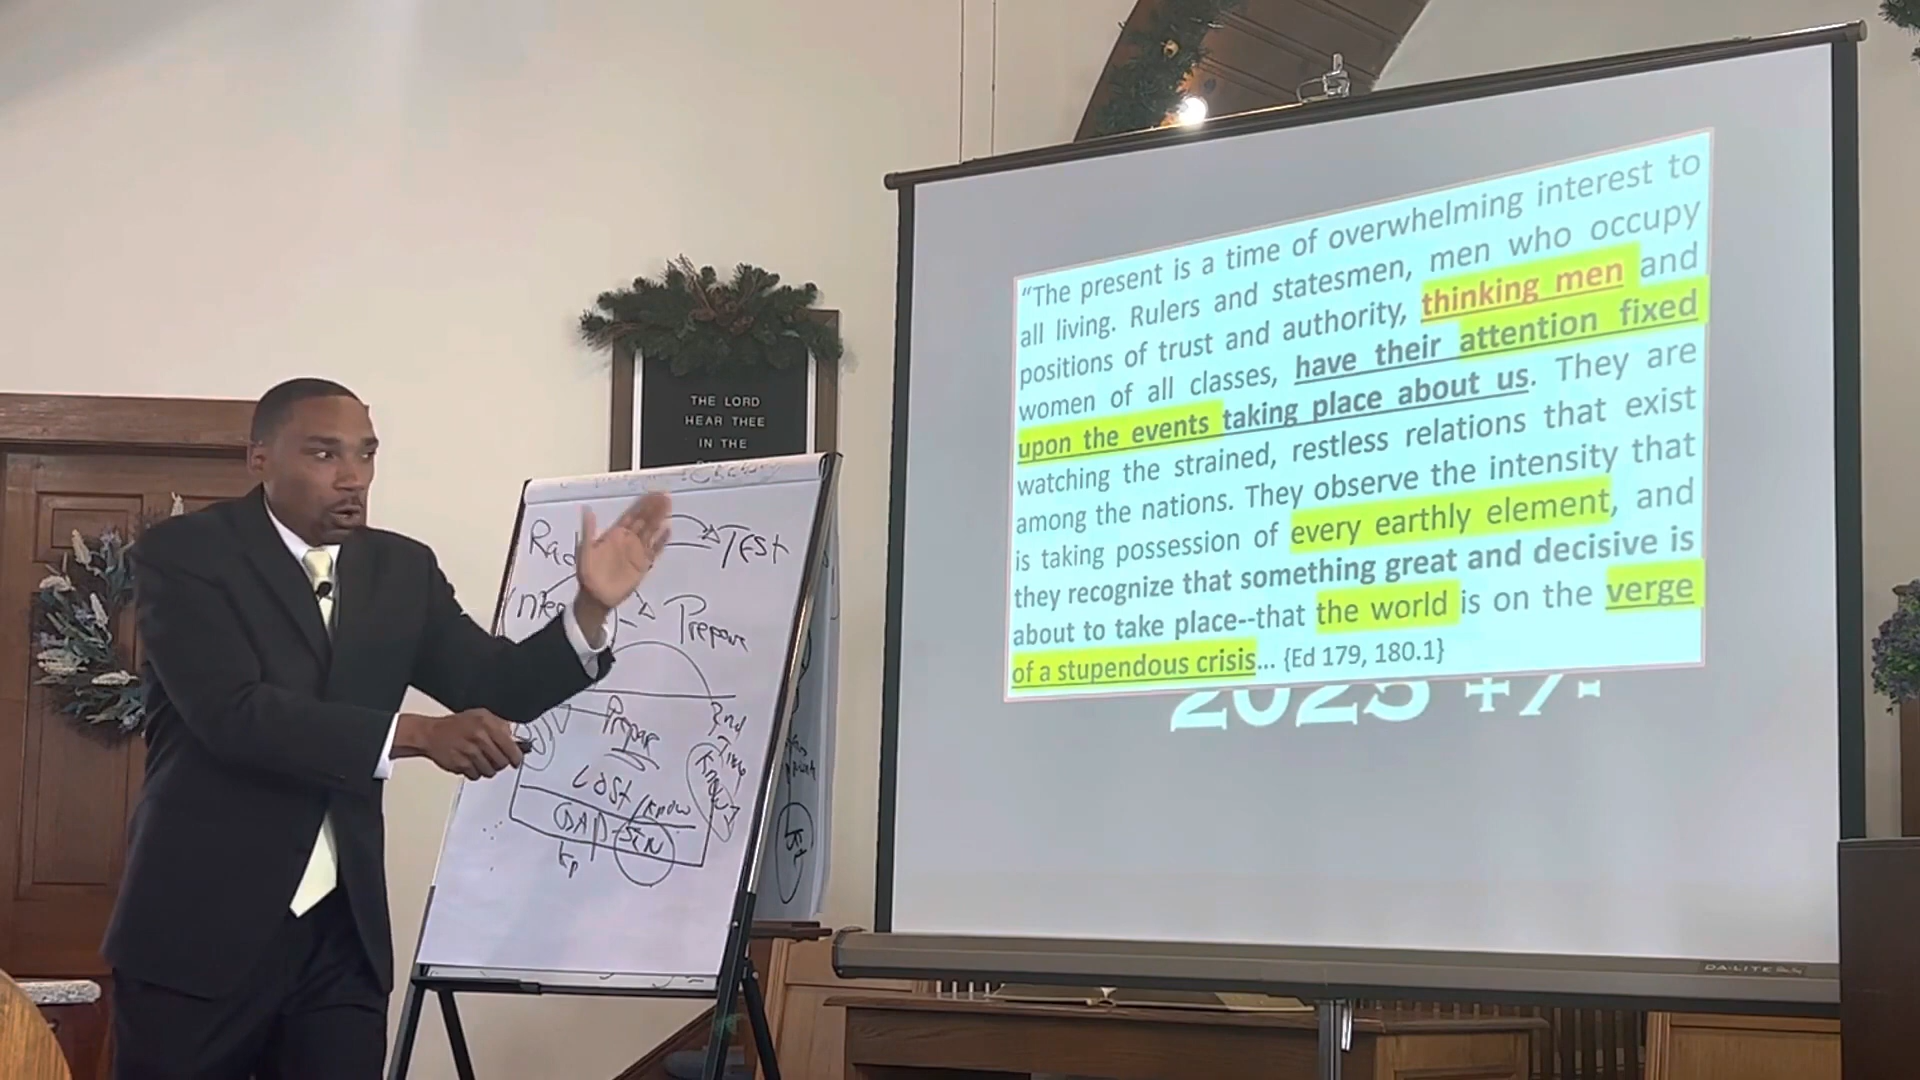 “The present is a time of overwhelming interest to
all living. Rulers and statesmen, men who occupy
positions of trust and authority, thinking men and
women of all classes, have their attention fixed
upon the events taking place about us. They are
watching the strained, restless relations that exist
among the nations. They observe the intensity that
is taking possession of every earthly element, and
they recognize that something great and decisive is
about to take place--that the world is on the verge
of a stupendous crisis... {Ed 179, 180.1}
2025 +/-
DA-LITE
THE LORD
HEAR THEE
IN THE
TEST
Prepare
Prepar
2nd
Time
Lost
/know
SIN